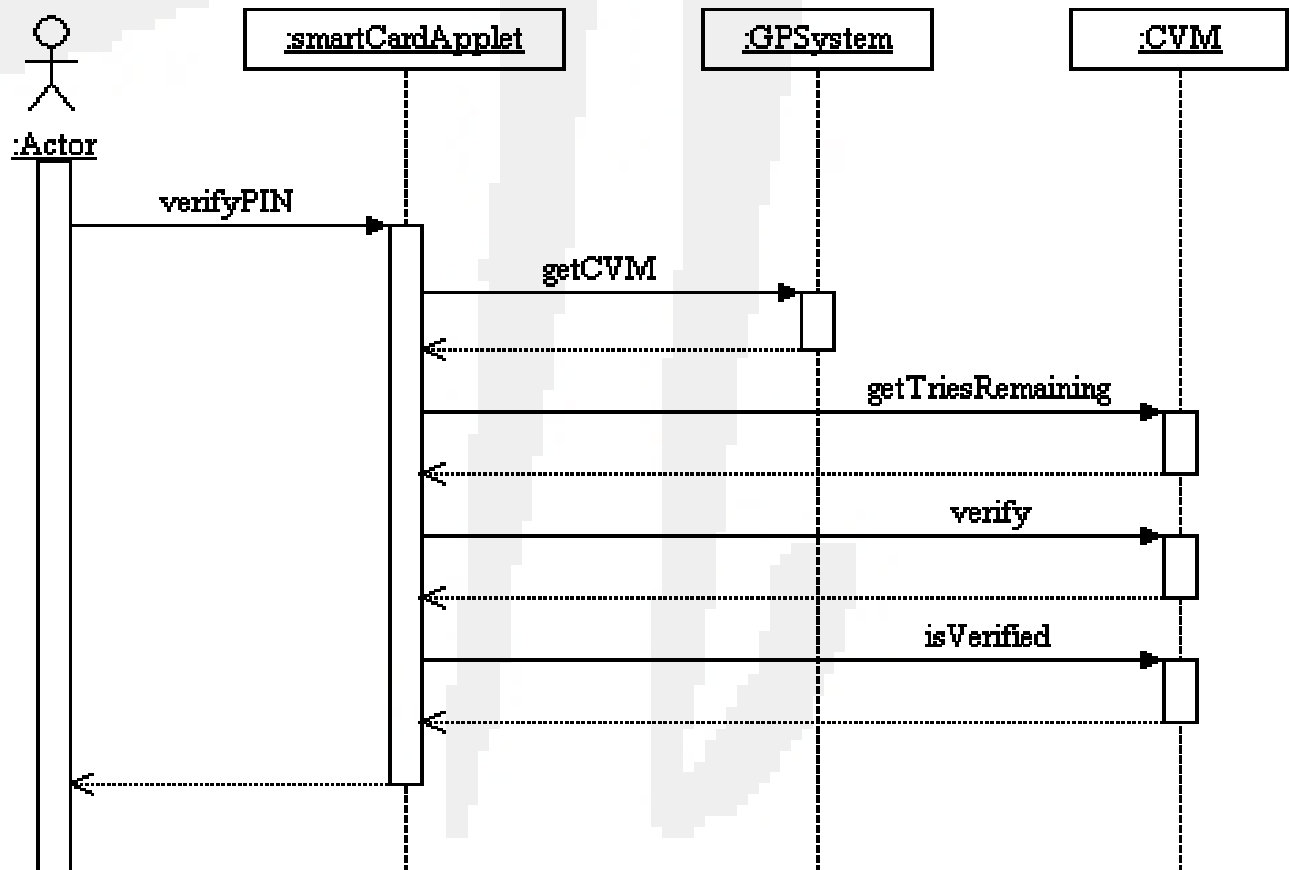 :smartCardApplet
:GPSystem
:CVM
:Actor
verifyPIN
getCVM
getTriesRemaining
verify
isVerified